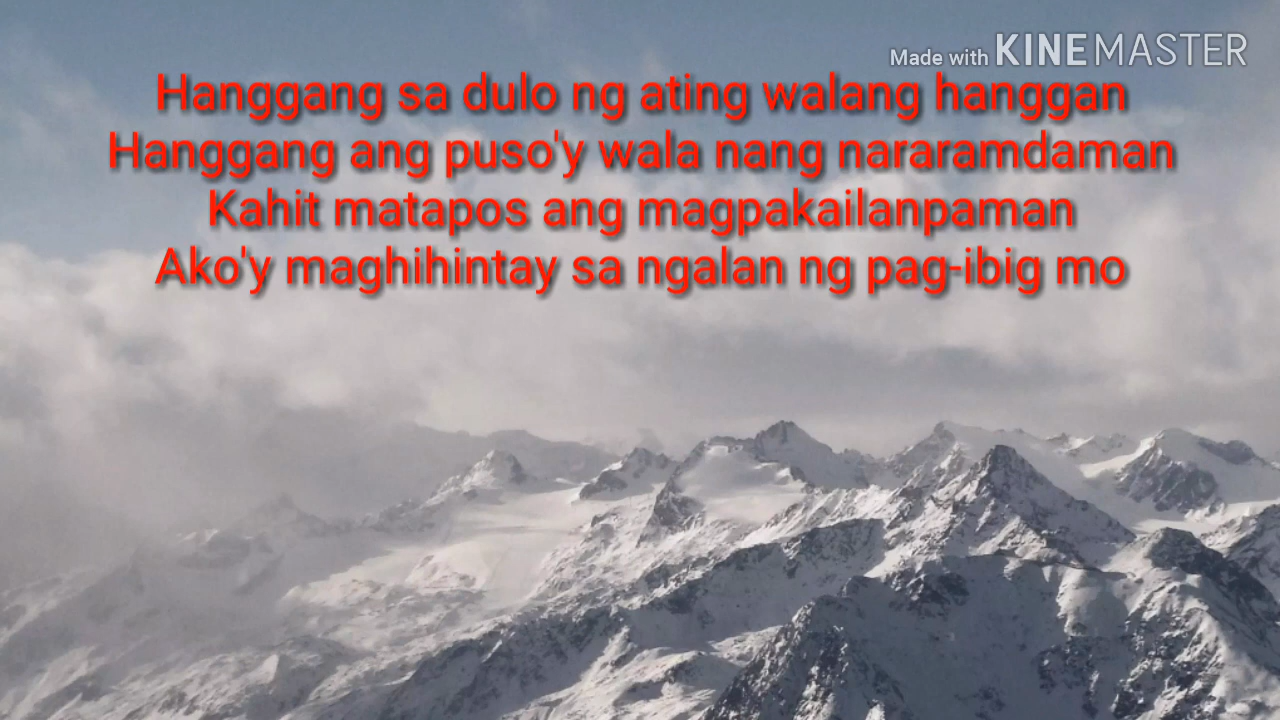 Made with KINEMASTER
Hanggang sa dulo ng ating walang hanggan
Hanggang ang puso'y wala nang nararamdaman
Kahit matapos ang magpakailanpaman
Ako'y maghihintay sa ngalan ng pag-ibig mo